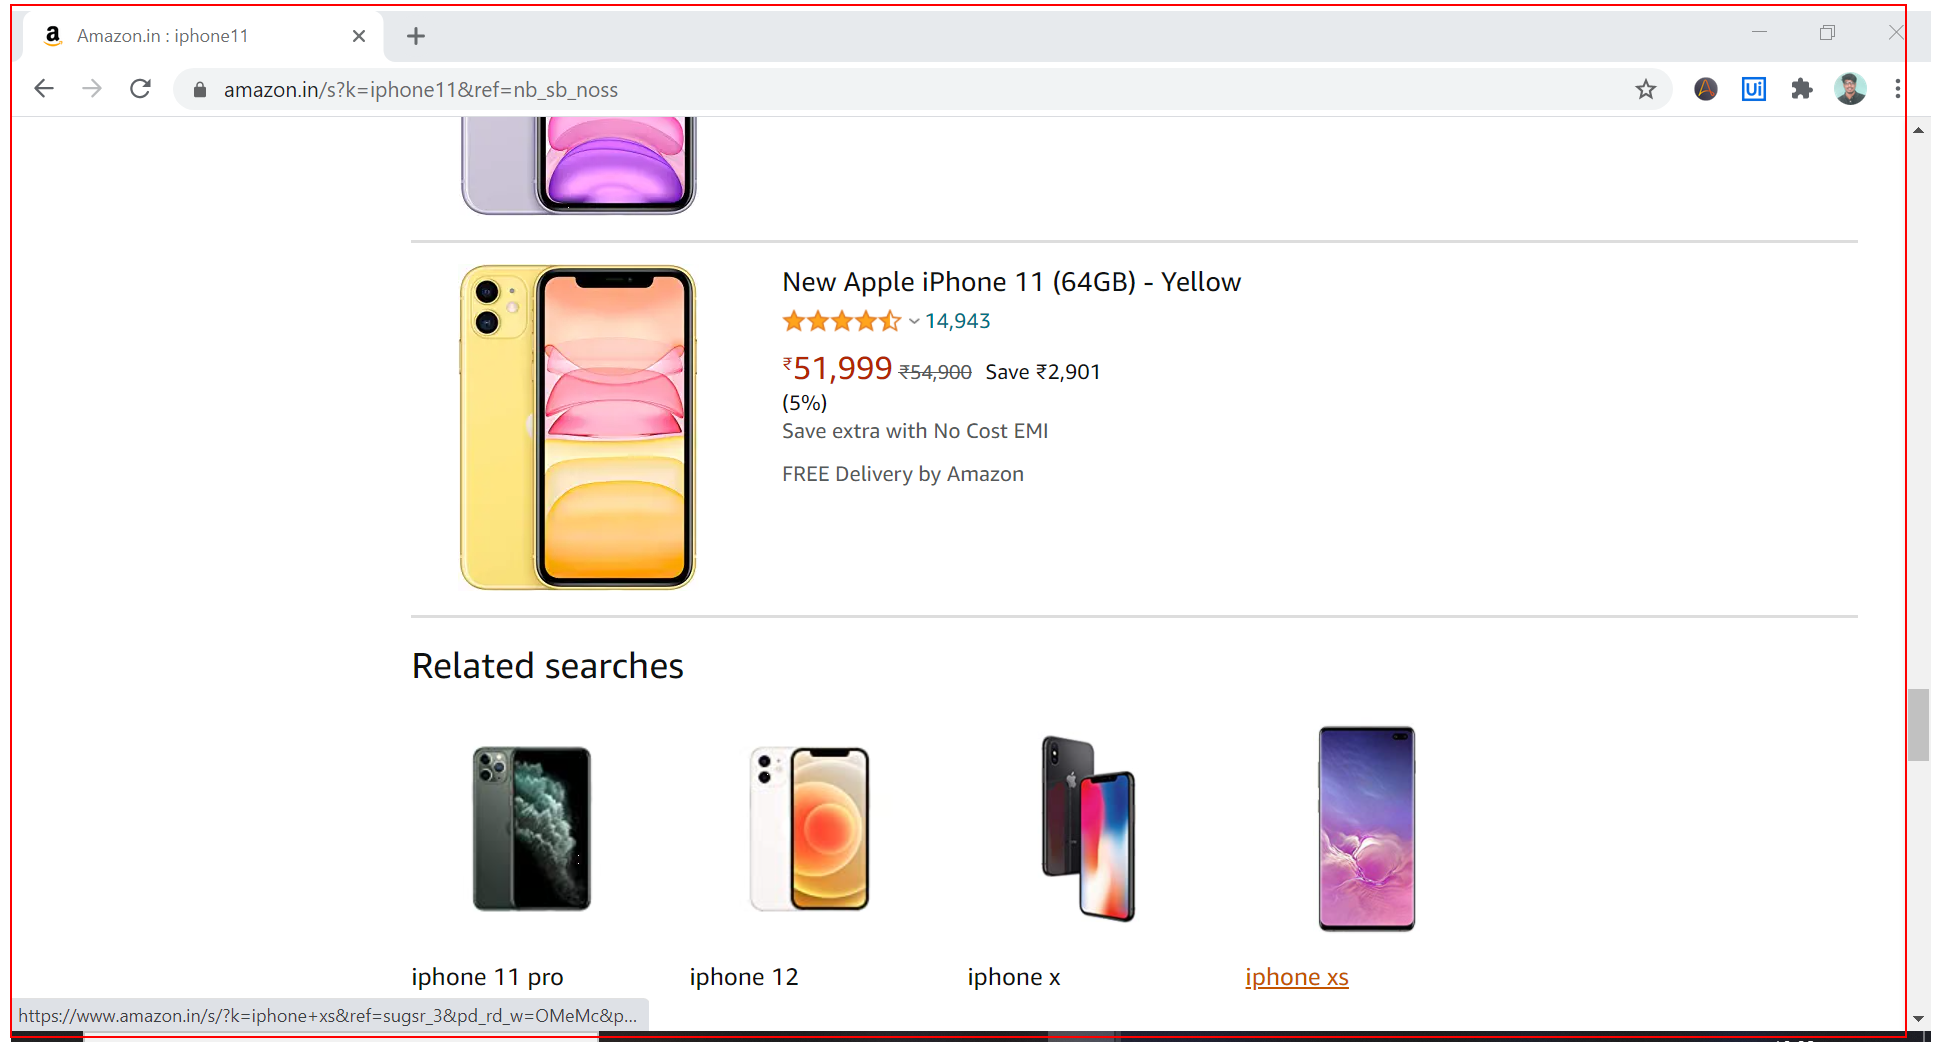 Amazon.in : iphone11
amazon.in/s?k=iphone11&ref=nb_sb_noss
Ui
New Apple iPhone 11 (64GB) - Yellow
14,943
₹51,999 ₹54,900 Save ₹2,901
(5%)
Save extra with No Cost EMI
FREE Delivery by Amazon
Related searches
iphone 11 pro
iphone 12
iphone x
iphone xs
https://www.amazon.in/s/?k=iphone+xs&ref=sugsr_3&pd_rd_w=OMeMc&p...